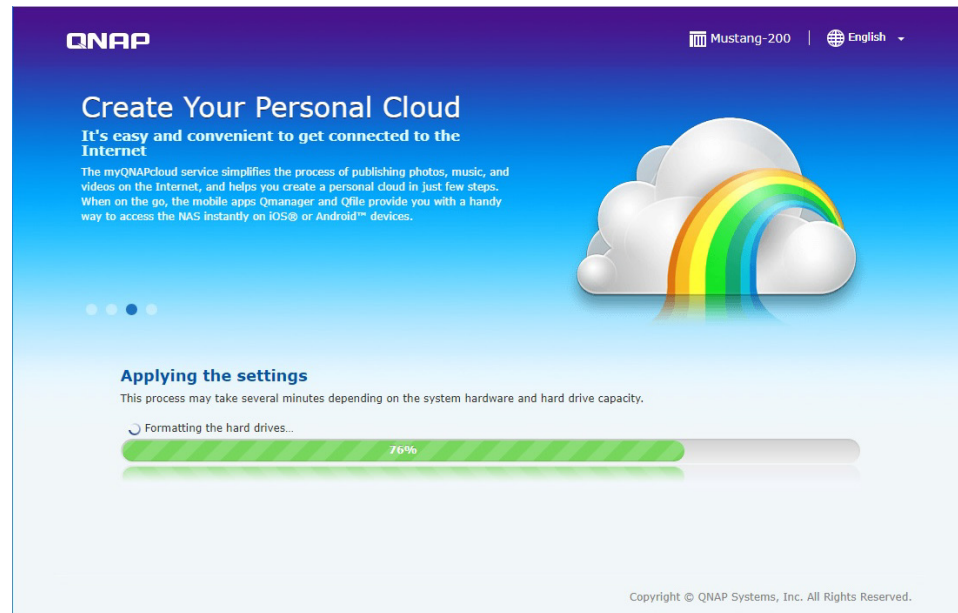 QNAP
Mustang-200
English
Create Your Personal Cloud
It's easy and convenient to get connected to the
Internet
The myQNAPcloud service simplifies the process of publishing photos, music, and
videos on the Internet, and helps you create a personal cloud in just few steps.
When on the go, the mobile apps Qmanager and Qfile provide you with a handy
way to access the NAS instantly on iOS® or Android™ devices.
Applying the settings
This process may take several minutes depending on the system hardware and hard drive capacity.
Formatting the hard drives...
76%
Copyright © QNAP Systems, Inc. All Rights Reserved.